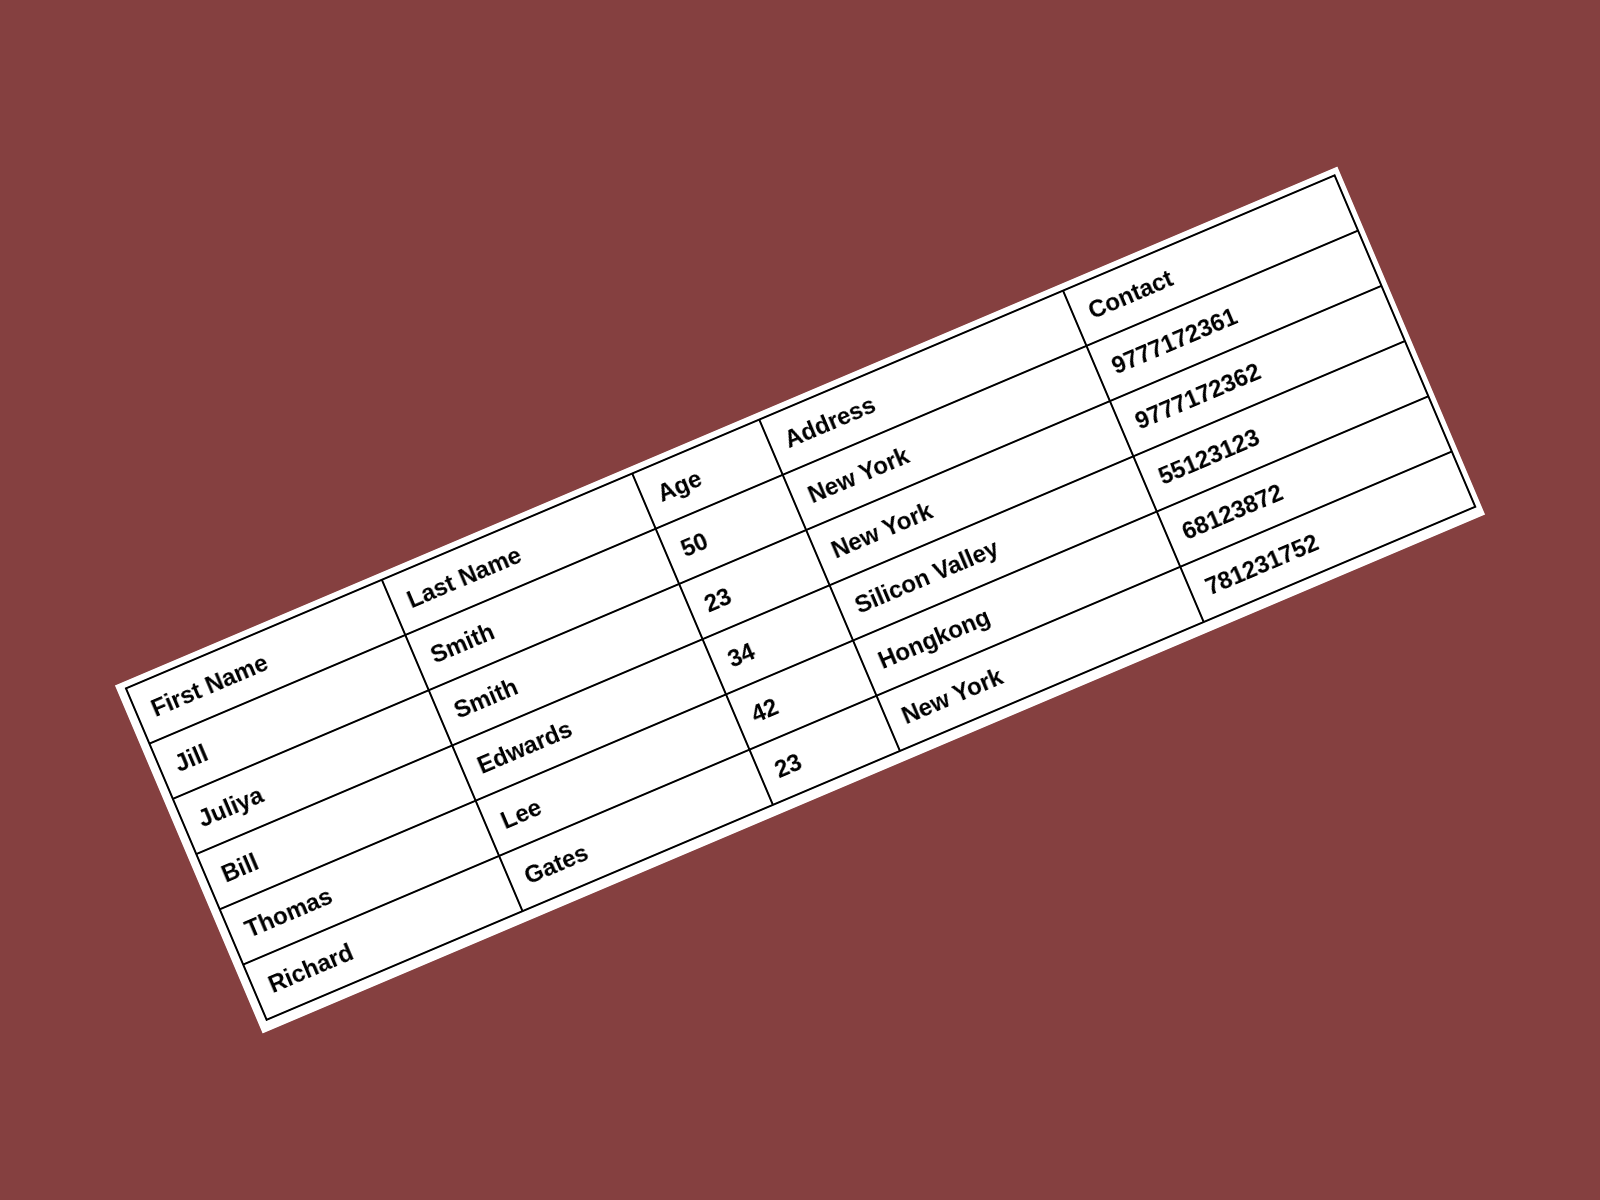 First Name Last Name Age Address Contact
Jill Smith 50 New York 9777172361
Juliya Smith 23 New York 9777172362
Bill Edwards 34 Silicon Valley 55123123
Thomas Lee 42 Hongkong 68123872
Richard Gates 23 New York 781231752